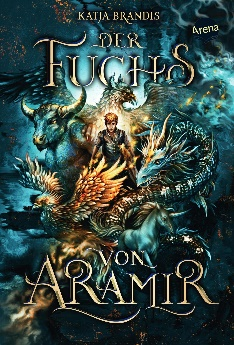 KATJA BRANDIS
Arena
DER
FUCHS
VON
ARAMIR